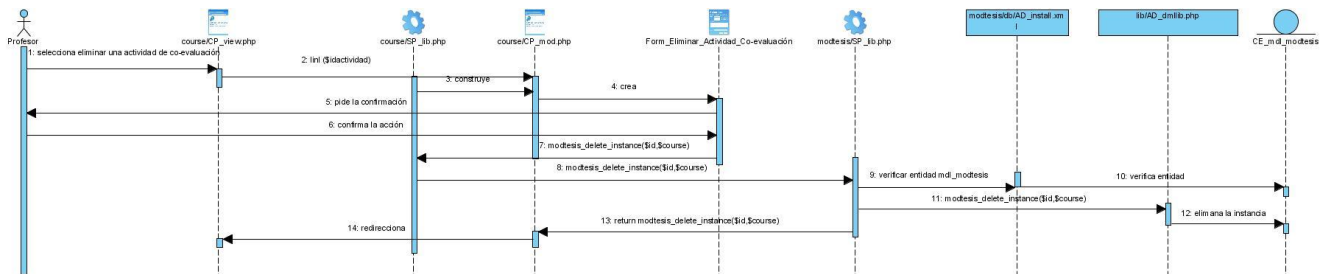 modtesis/db/AD_install.xm
l
lib/AD_dmllib.php
Profesor
course/CP_view.php
course/SP_lib.php
course/CP_mod.php
Form_Eliminar_Actividad_Co-evaluación
modtesis/SP_lib.php
CE_mdl_modtesis
1: selecciona eliminar una actividad de co-evaluación
2: linl ($idactividad)
3: construye
4: crea
5: pide la confirmación
6: confirma la acción
7: modtesis_delete_instance($id,$course)
8: modtesis_delete_instance($id,$course)
9: verificar entidad mdl_modtesis
10: verifica entidad
11: modtesis_delete_instance($id,$course)
12: elimana la instancia
13: return modtesis_delete_instance($id,$course)
14: redirecciona